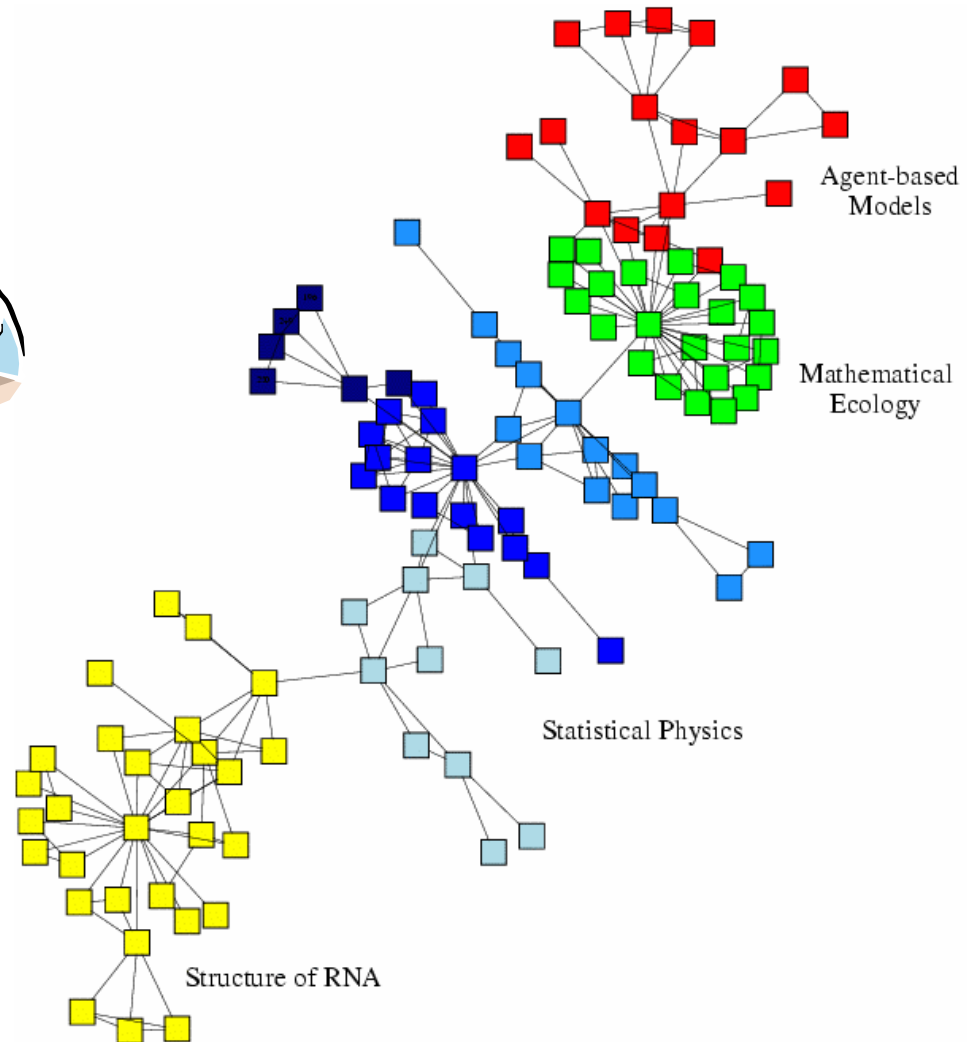 Agent-based
Models
Mathematical
Ecology
Statistical Physics
Structure of RNA